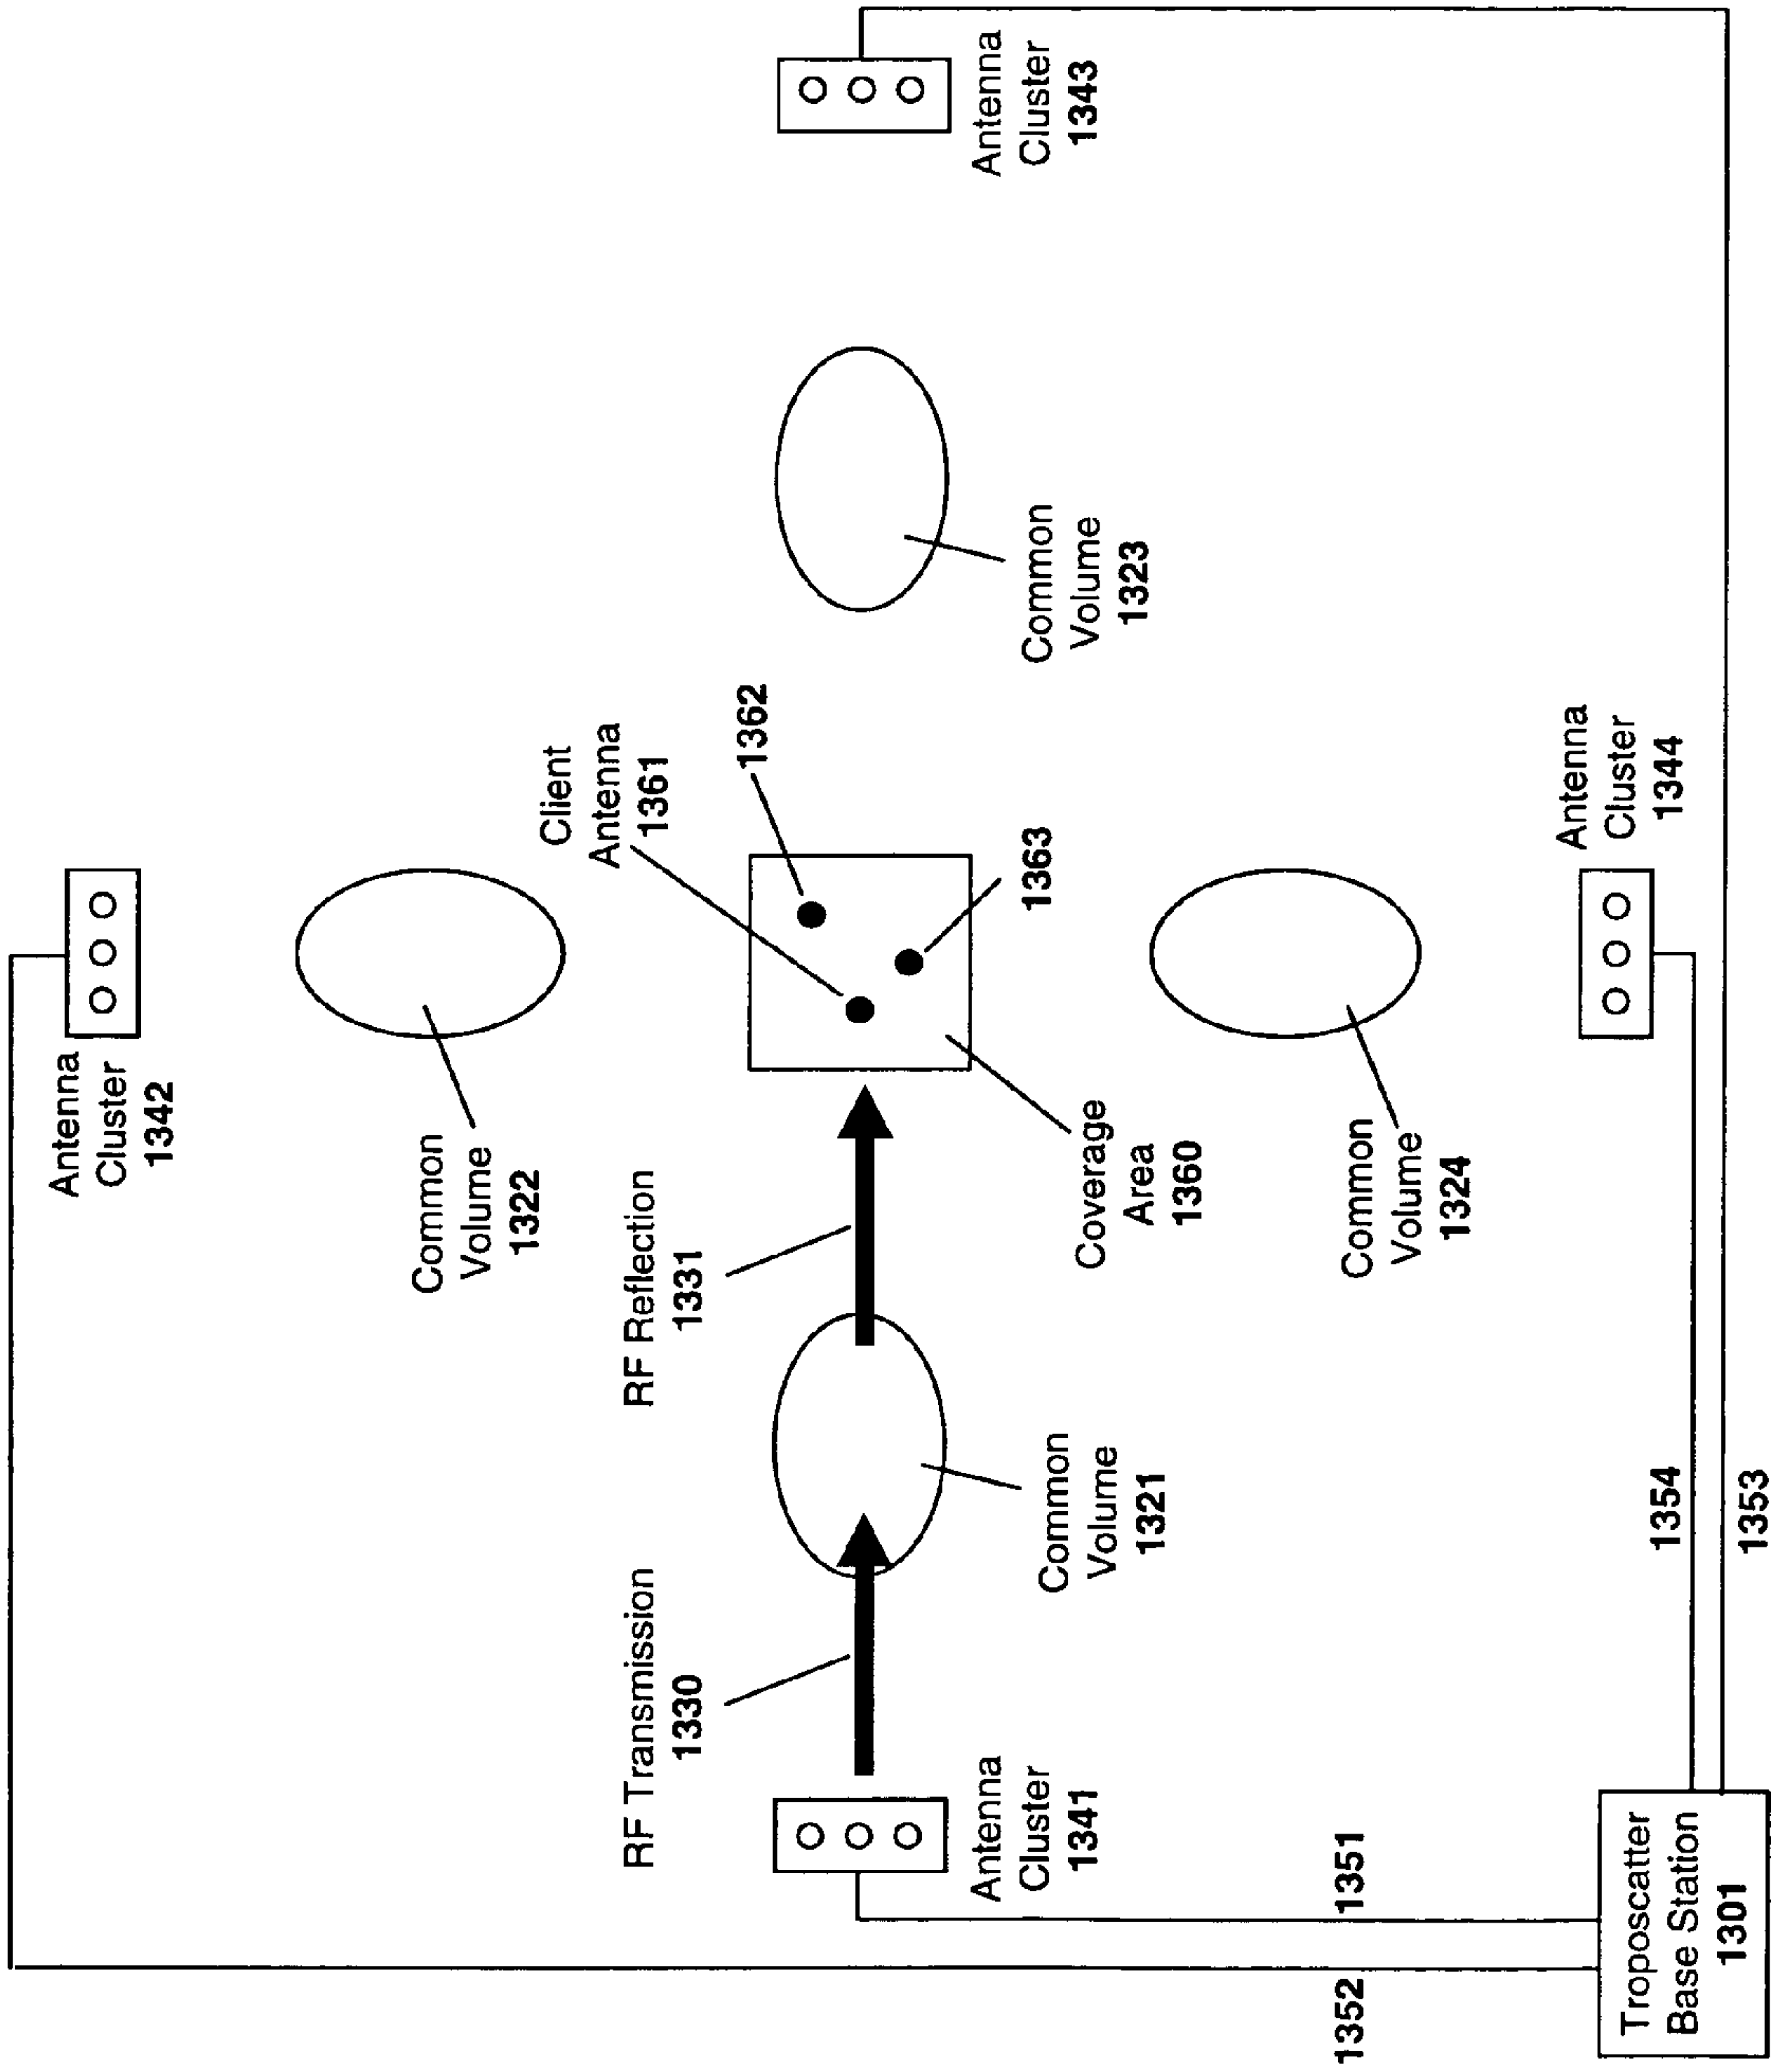 Antenna
Cluster
1342
Common
Volume
1322
Client
Antenna
1361
1362
1363
RF Transmission
1330
RF Reflection
1331
Antenna
Cluster
1341
Common
Volume
1321
Coverage
Area
1360
Common
Volume
1323
Antenna
Cluster
1343
Common
Volume
1324
Antenna
Cluster
1344
1352
1351
1354
1353
Troposcatter
Base Station
1301